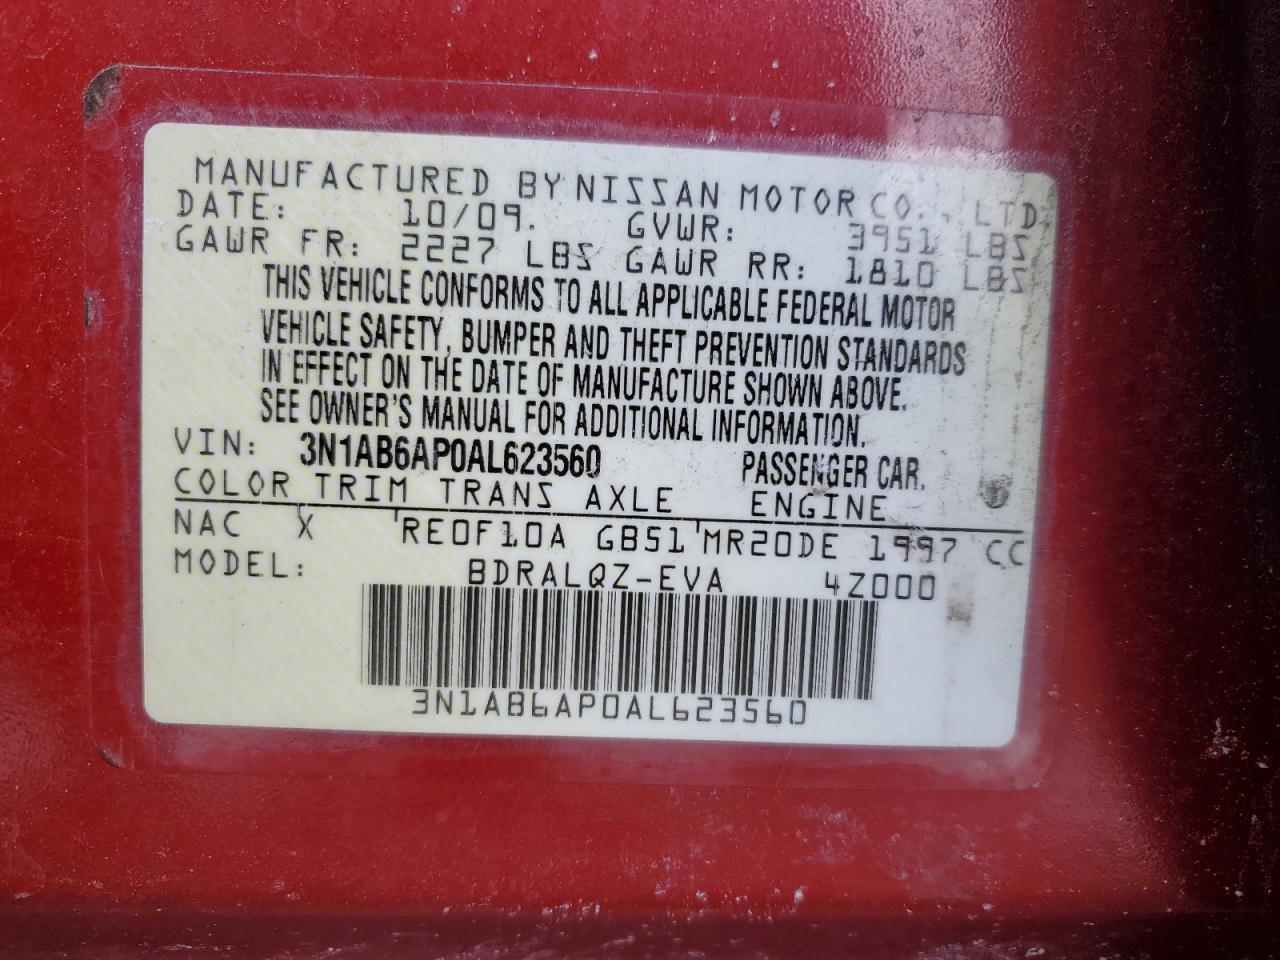 MANUFACTURED BY NISSAN MOTOR CO., LTD.
DATE: 10/09. GVWR: 3951 LBS
GAWR FR: 2227 LBS GAWR RR: 1810 LBS
THIS VEHICLE CONFORMS TO ALL APPLICABLE FEDERAL MOTOR
VEHICLE SAFETY, BUMPER AND THEFT PREVENTION STANDARDS
IN EFFECT ON THE DATE OF MANUFACTURE SHOWN ABOVE.
SEE OWNER'S MANUAL FOR ADDITIONAL INFORMATION.
VIN: 3N1AB6AP0AL623560 PASSENGER CAR.
COLOR TRIM TRANS AXLE ENGINE
NAC X RE0F10A GB51 MR20DE 1997 CC
MODEL: BDRALQZ-EVA 4Z000
3N1AB6AP0AL623560